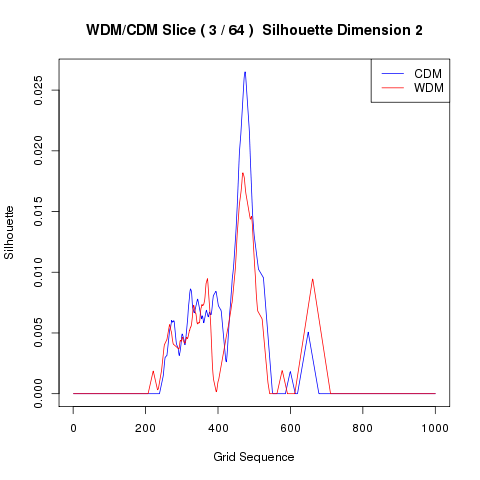 WDM/CDM Slice ( 3 / 64 )  Silhouette Dimension 2
CDM
WDM
Silhouette
0.025
0.020
0.015
0.010
0.005
0.000
0 200 400 600 800 1000
Grid Sequence